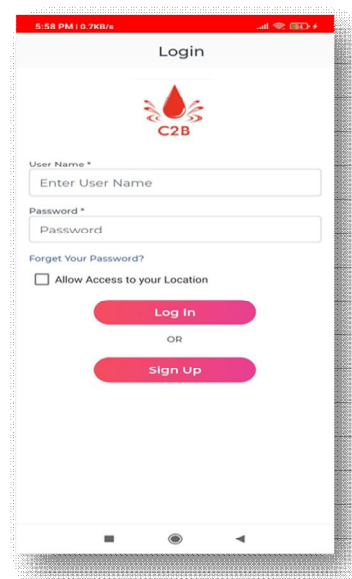 5:58 PM | 0.7KB/s
Login
C2B
User Name *
Enter User Name
Password *
Password
Forget Your Password?
Allow Access to your Location
Log In
OR
Sign Up